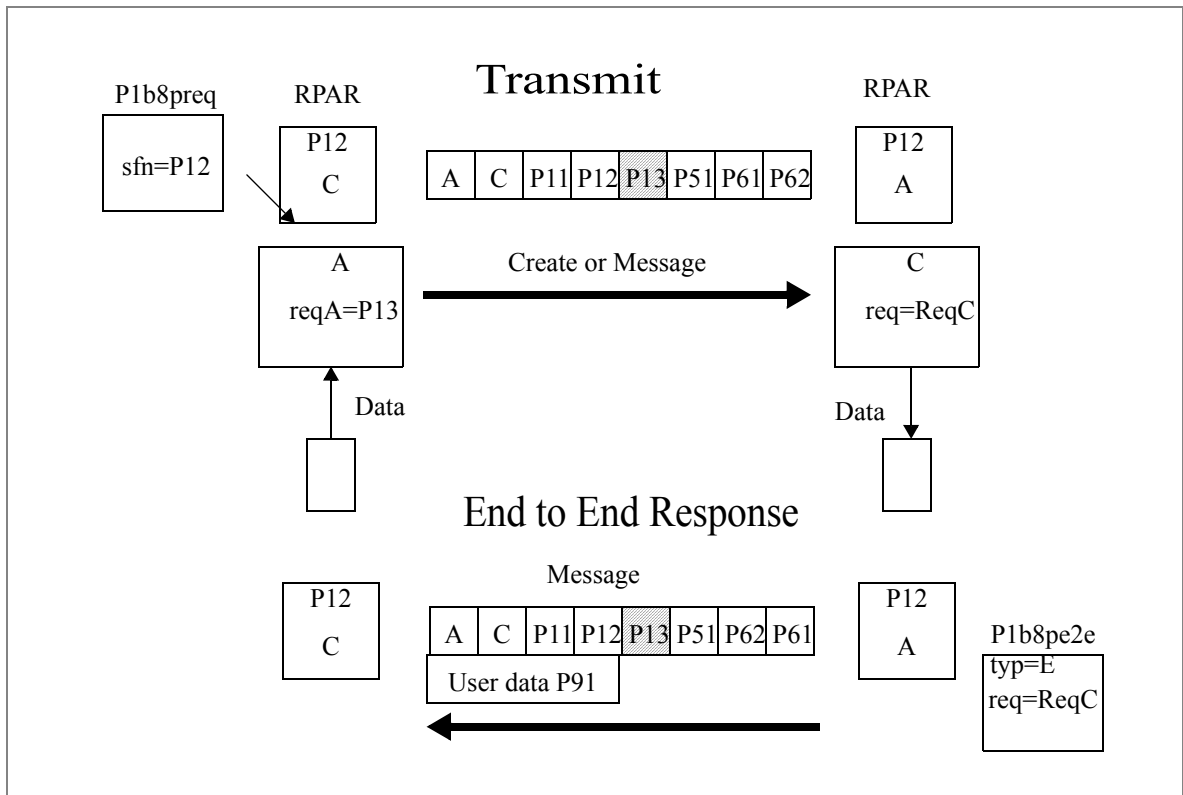 Transmit
P1b8preq
RPAR
RPAR
sfn=P12
P12
C
A C P11 P12 P13 P51 P61 P62
P12
A
A
reqA=P13
Create or Message
C
req=ReqC
Data
Data
End to End Response
Message
P12
C
A C P11 P12 P13 P51 P62 P61
User data P91
P12
A
P1b8pe2e
typ=E
req=ReqC